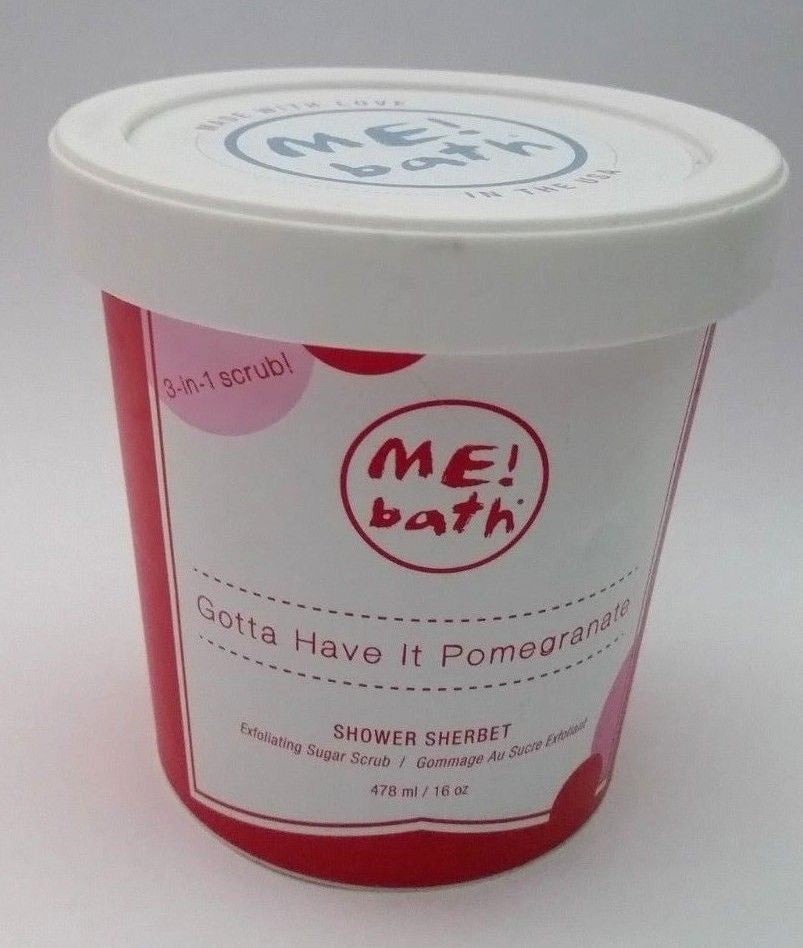 MADE WITH LOVE
ME!
bath
IN THE USA
3-in-1 scrub!
ME!
bath
Gotta Have It Pomegranate
SHOWER SHERBET
Exfoliating Sugar Scrub / Gommage Au Sucre Exfoliant
478 ml / 16 oz